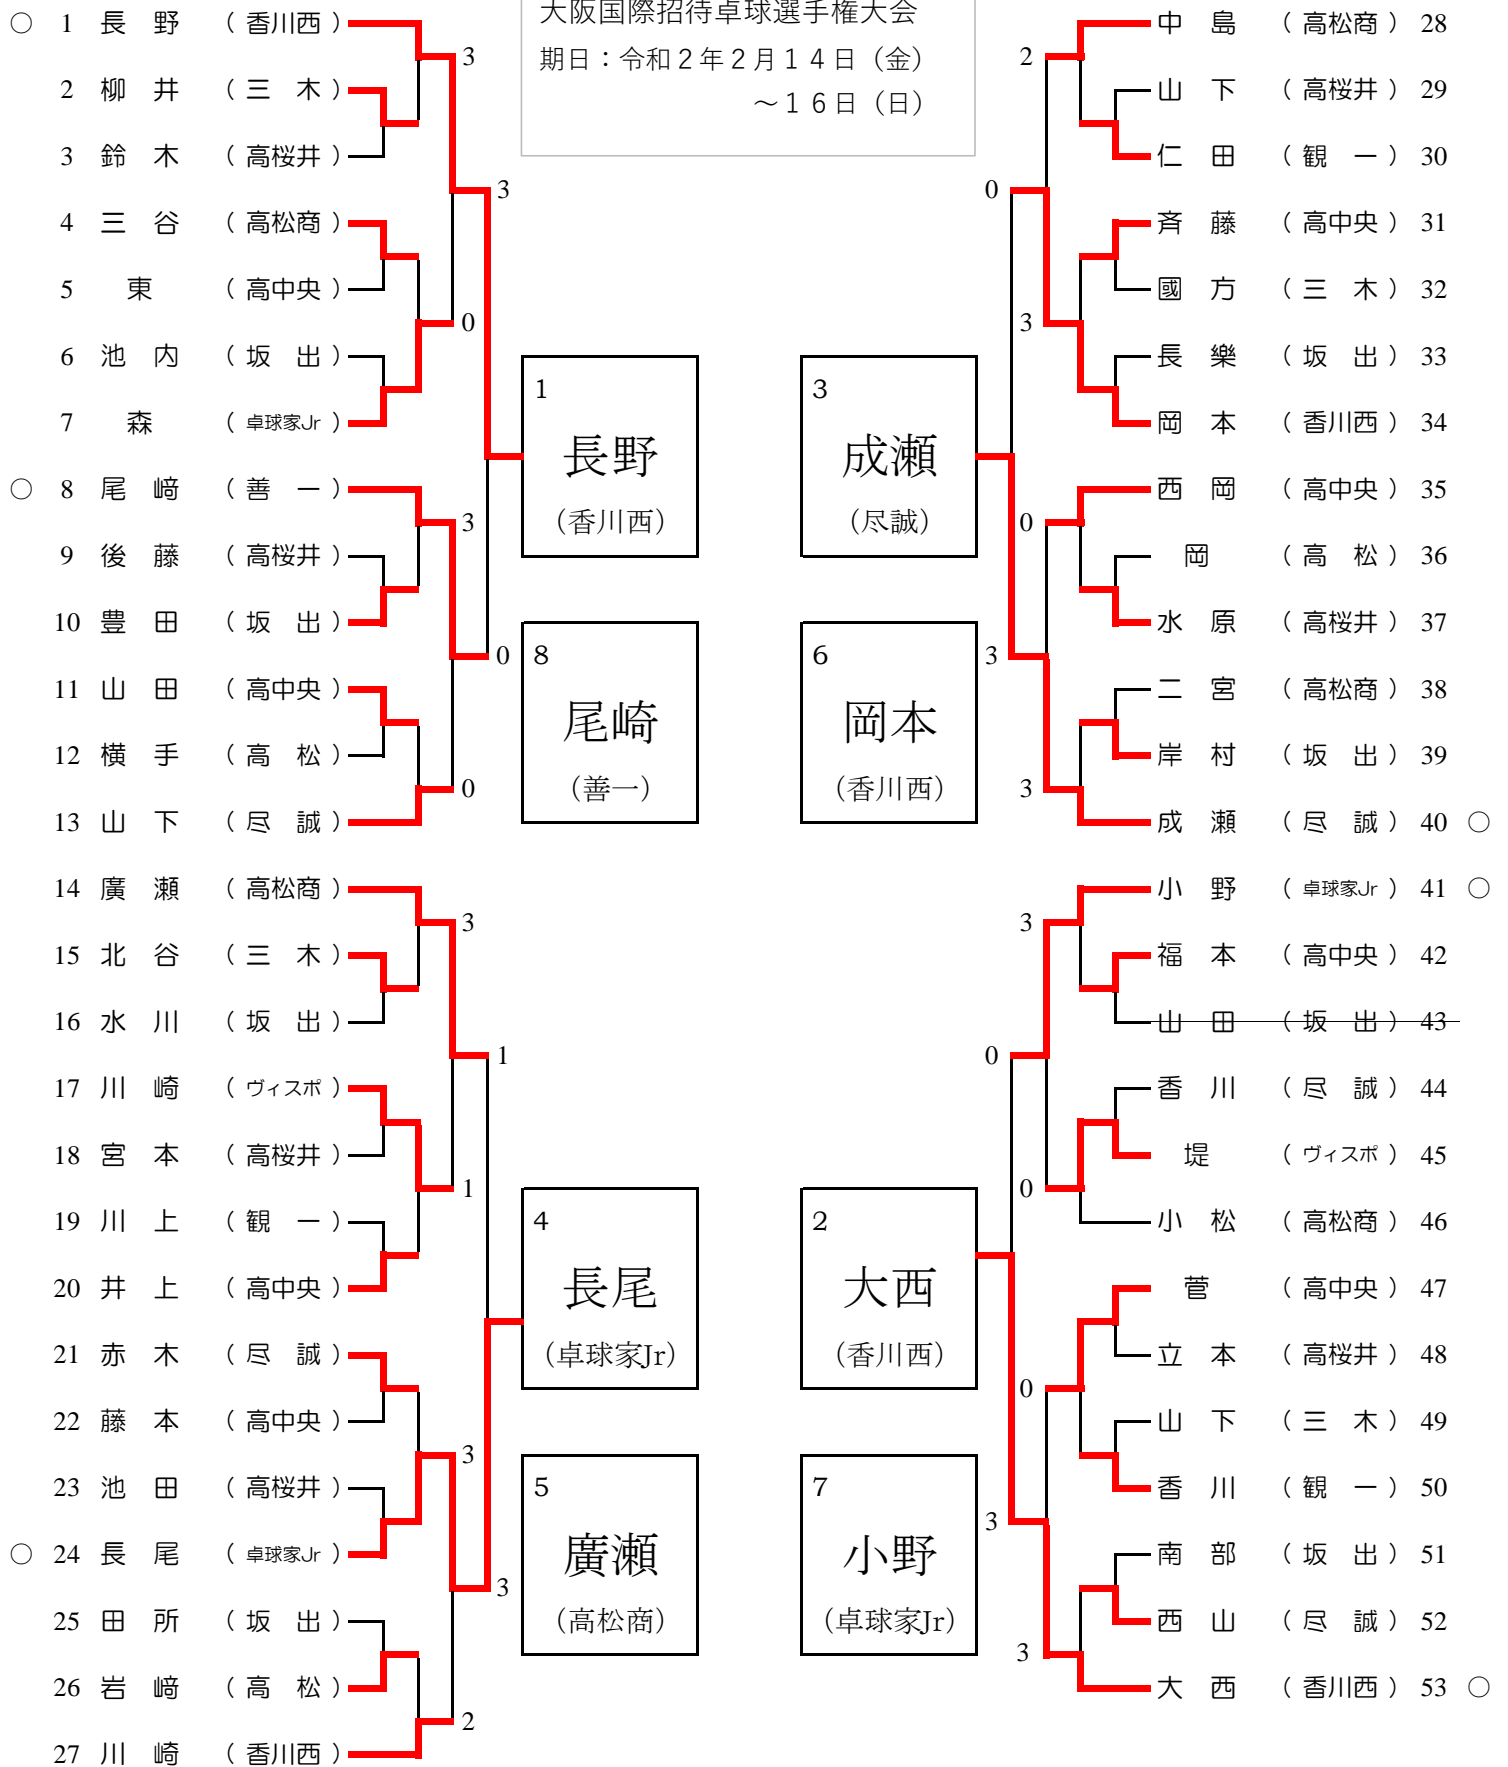 大阪国際招待卓球選手権大会
期日：令和２年２月１４日（金）
～１６日（日）
○ 1 長 野 （ 香川西 ）
2 柳 井 （ 三 木 ）
3 鈴 木 （ 高桜井 ）
4 三 谷 （ 高松商 ）
5 東 （ 高中央 ）
6 池 内 （ 坂 出 ）
7 森 （ 卓球家Jr ）
○ 8 尾 﨑 （ 善 一 ）
9 後 藤 （ 高桜井 ）
10 豊 田 （ 坂 出 ）
11 山 田 （ 高中央 ）
12 横 手 （ 高 松 ）
13 山 下 （ 尽 誠 ）
14 廣 瀬 （ 高松商 ）
15 北 谷 （ 三 木 ）
16 水 川 （ 坂 出 ）
17 川 崎 （ ヴィスポ ）
18 宮 本 （ 高桜井 ）
19 川 上 （ 観 一 ）
20 井 上 （ 高中央 ）
21 赤 木 （ 尽 誠 ）
22 藤 本 （ 高中央 ）
23 池 田 （ 高桜井 ）
○ 24 長 尾 （ 卓球家Jr ）
25 田 所 （ 坂 出 ）
26 岩 﨑 （ 高 松 ）
27 川 崎 （ 香川西 ）
3
0
3
0
3
1
3
2
3
0
1
3
1
長野
（香川西）
8
尾崎
（善一）
4
長尾
（卓球家Jr）
5
廣瀬
（高松商）
3
成瀬
（尽誠）
6
岡本
（香川西）
2
大西
（香川西）
7
小野
（卓球家Jr）
0
3
0
3
2
3
0
3
3
0
0
3
中 島 （ 高松商 ） 28
山 下 （ 高桜井 ） 29
仁 田 （ 観 一 ） 30
斉 藤 （ 高中央 ） 31
國 方 （ 三 木 ） 32
長 樂 （ 坂 出 ） 33
岡 本 （ 香川西 ） 34
西 岡 （ 高中央 ） 35
岡 （ 高 松 ） 36
水 原 （ 高桜井 ） 37
二 宮 （ 高松商 ） 38
岸 村 （ 坂 出 ） 39
成 瀬 （ 尽 誠 ） 40 ○
小 野 （ 卓球家Jr ） 41 ○
福 本 （ 高中央 ） 42
山 田 （ 坂 出 ） 43
香 川 （ 尽 誠 ） 44
堤 （ ヴィスポ ） 45
小 松 （ 高松商 ） 46
菅 （ 高中央 ） 47
立 本 （ 高桜井 ） 48
山 下 （ 三 木 ） 49
香 川 （ 観 一 ） 50
南 部 （ 坂 出 ） 51
西 山 （ 尽 誠 ） 52
大 西 （ 香川西 ） 53 ○